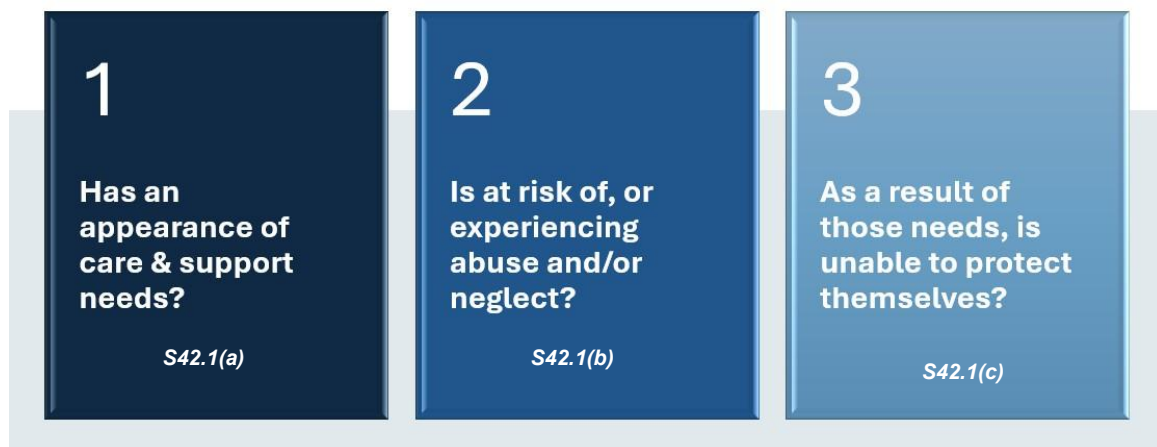 1
Has an
appearance of
care & support
needs?
S42.1(a)
2
Is at risk of, or
experiencing
abuse and/or
neglect?
S42.1(b)
3
As a result of
those needs, is
unable to protect
themselves?
S42.1(c)